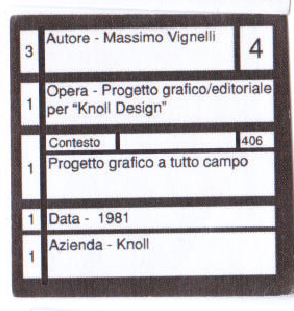 3 Autore - Massimo Vignelli 4
1 Opera - Progetto grafico/editoriale
per "Knoll Design"
Contesto 406
1 Progetto grafico a tutto campo
1 Data - 1981
1 Azienda - Knoll